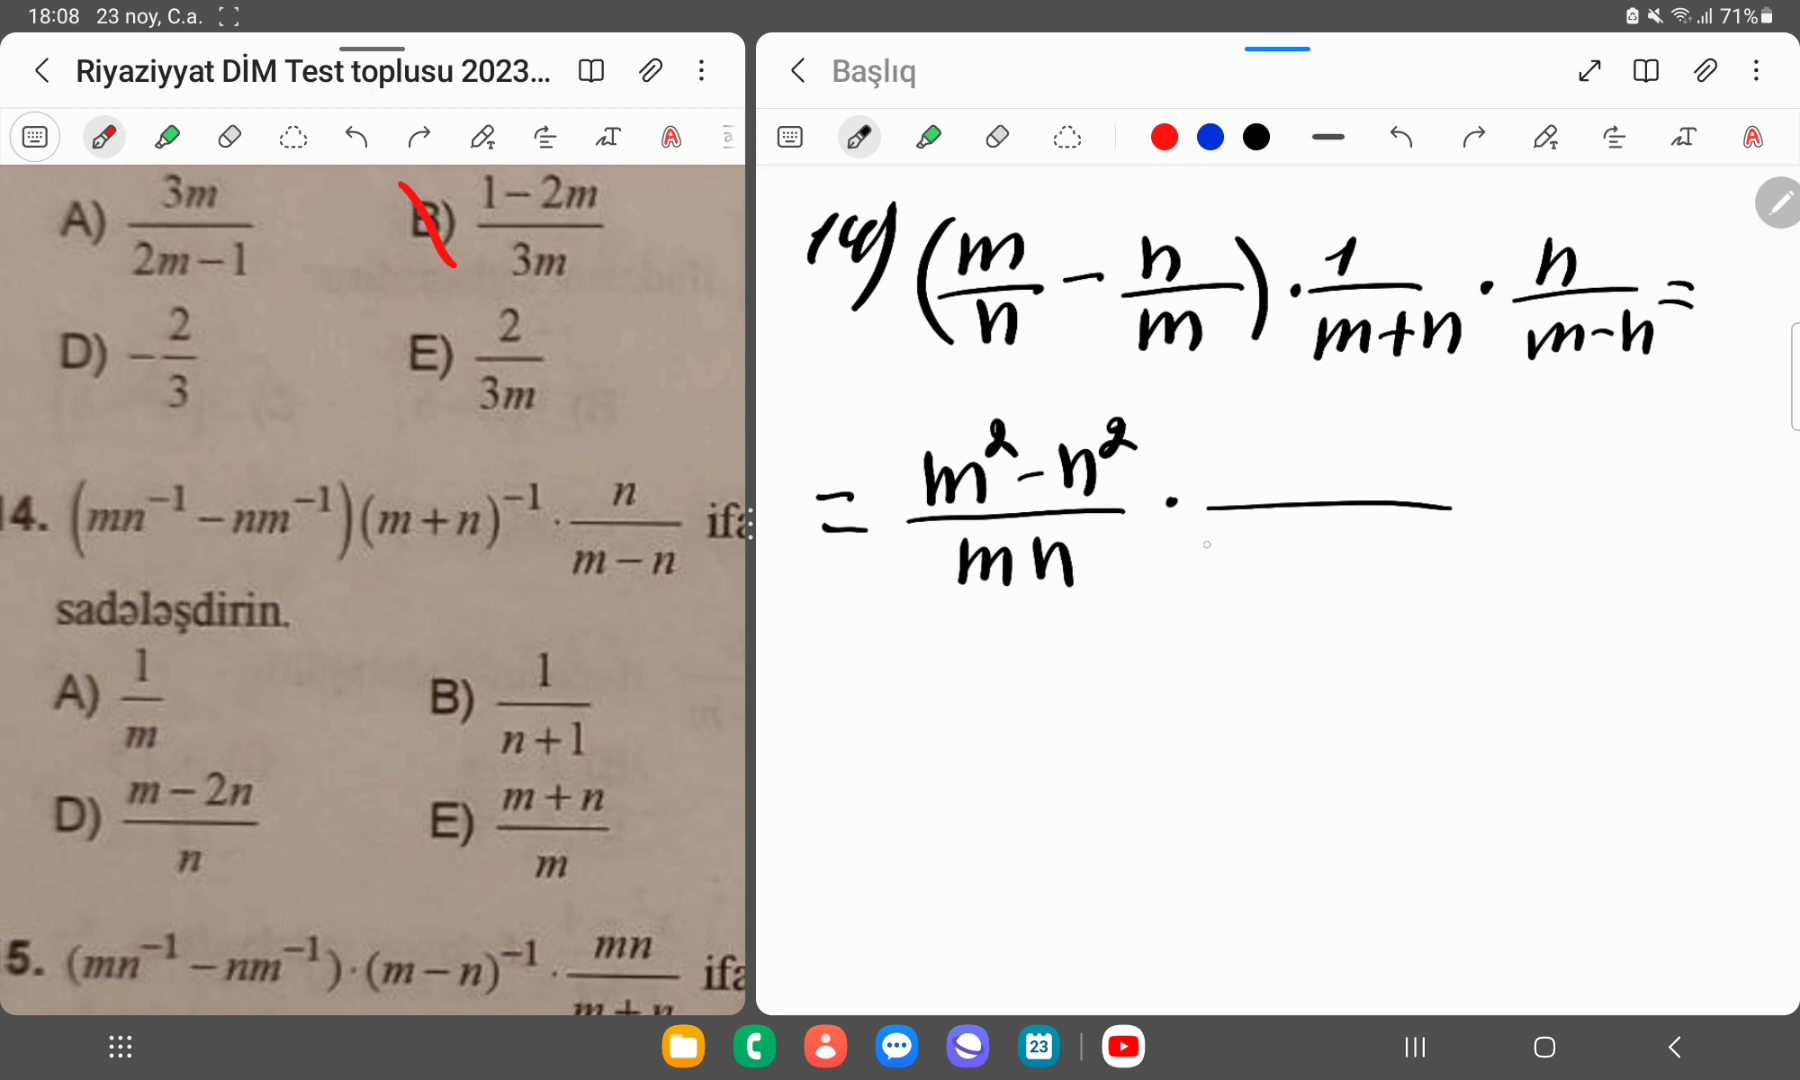 18:08 23 noy, C.a. 71%
Riyaziyyat DİM Test toplusu 2023...
A) 3m/(2m−1) B) (1−2m)/3m
D) −2/3 E) 2/3m
14. (mn⁻¹−nm⁻¹)(m+n)⁻¹·n/(m−n) ifa
sadələşdirin.
A) 1/m B) 1/(n+1)
D) (m−2n)/n E) (m+n)/m
5. (mn⁻¹−nm⁻¹)·(m−n)⁻¹·mn/(m+n) ifa
Başlıq
14) (m/n − n/m)·1/(m+n)·n/(m−n)=
= (m²−n²)/mn ·
23